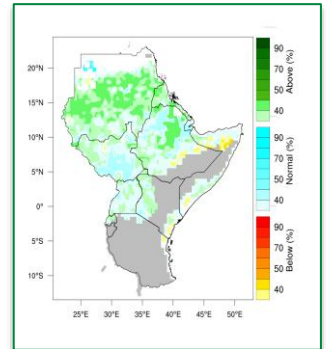 20°N
15°N
10°N
5°N
0°
5°S
10°S
25°E
30°E
35°E
40°E
45°E
50°E
90
70
50
40
Above (%)
90
70
50
40
Normal (%)
90
70
50
40
Below (%)